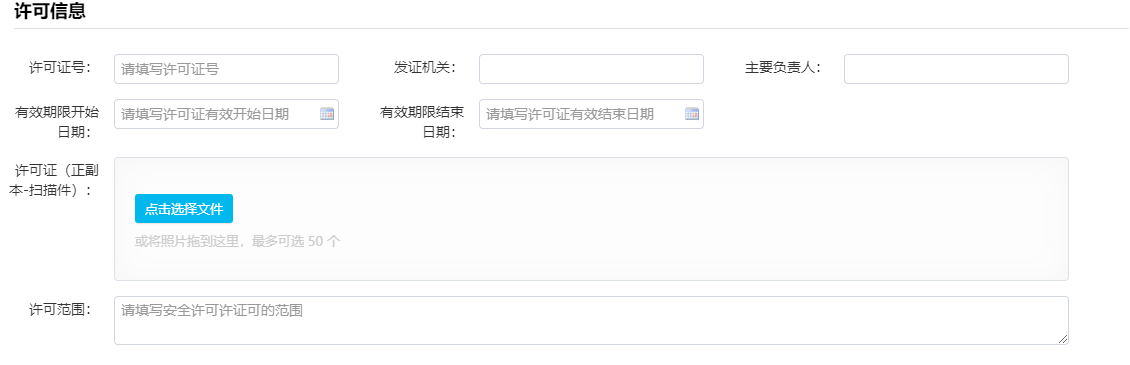 许可信息
许可证号： 请填写许可证号 发证机关： 主要负责人：
有效期限开始日期： 请填写许可证有效开始日期 有效期限结束日期： 请填写许可证有效结束日期
许可证（正副本-扫描件）：
点击选择文件
或将照片拖到这里，最多可选 50 个
许可范围： 请填写安全许可许证可的范围